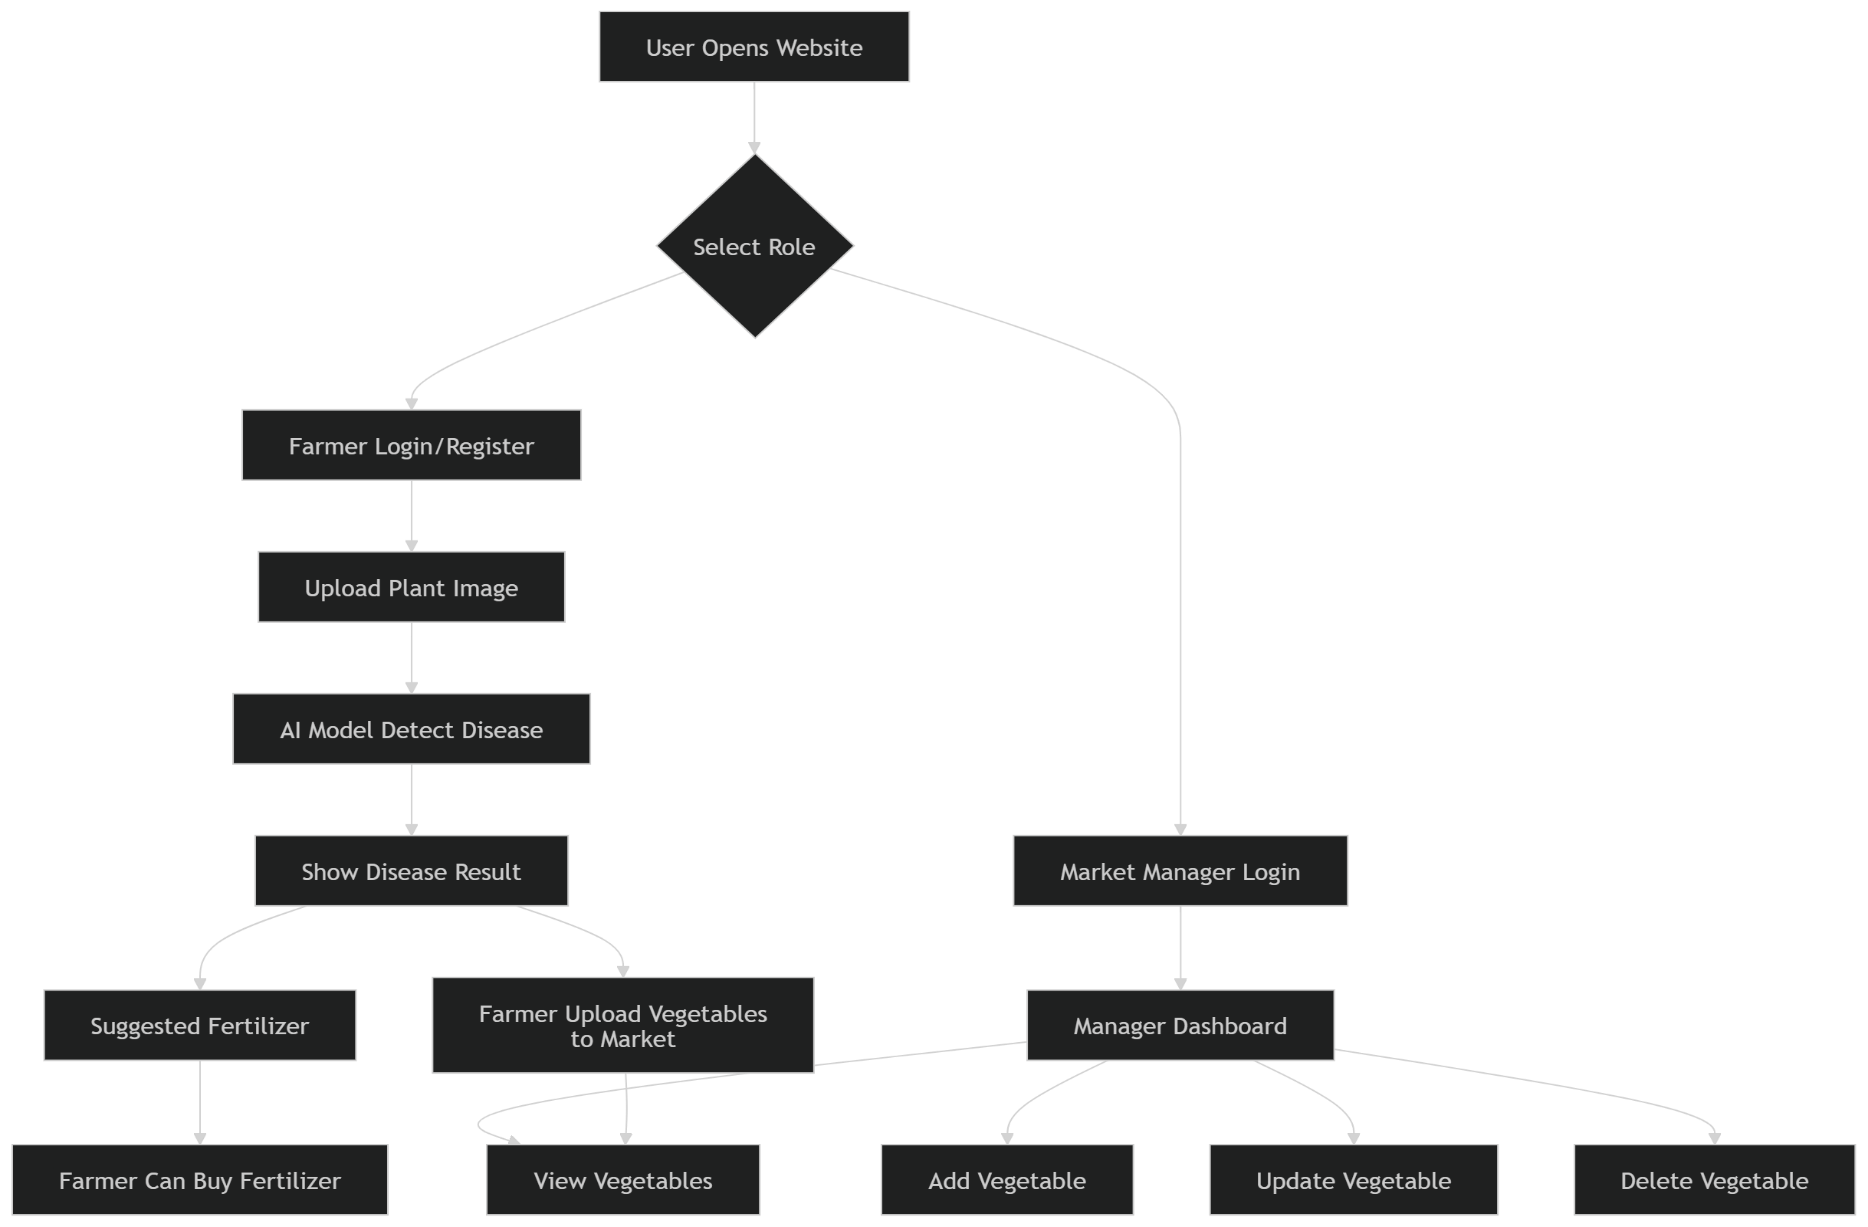 User Opens Website
Select Role
Farmer Login/Register
Upload Plant Image
AI Model Detect Disease
Show Disease Result
Market Manager Login
Suggested Fertilizer
Farmer Upload Vegetables
to Market
Manager Dashboard
Farmer Can Buy Fertilizer
View Vegetables
Add Vegetable
Update Vegetable
Delete Vegetable